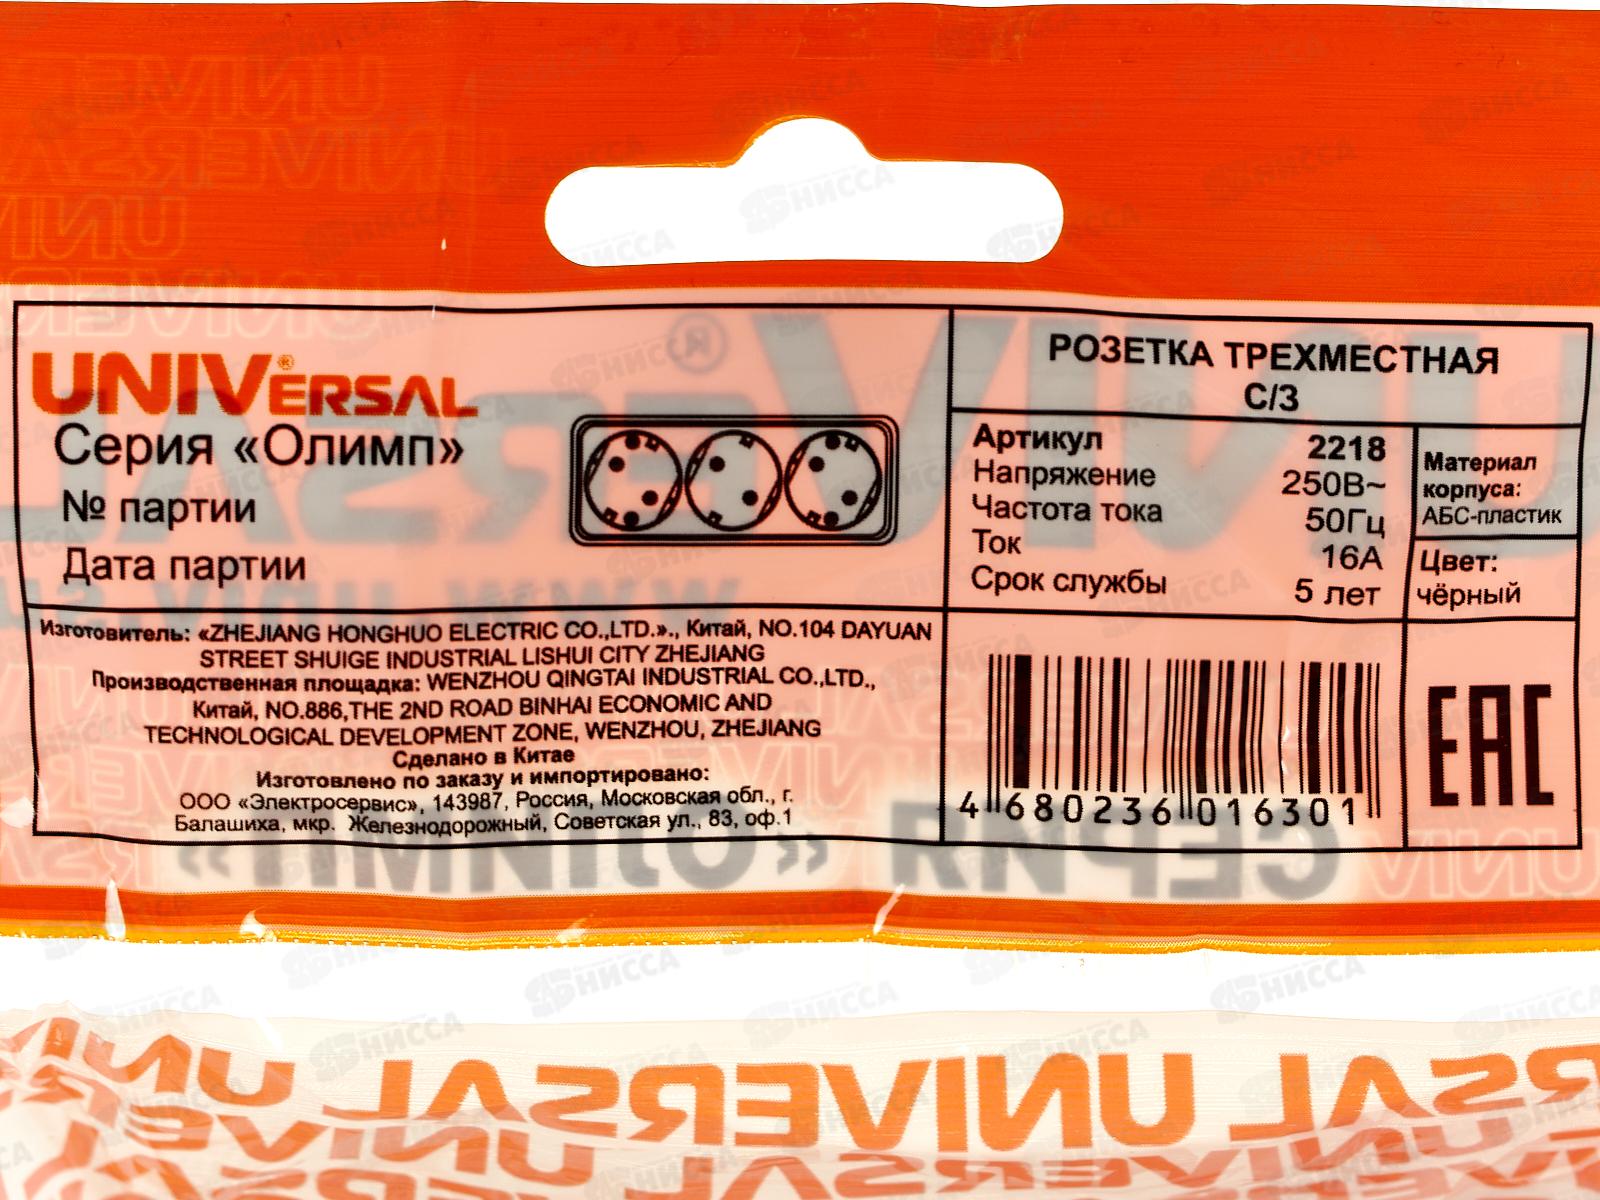 UNIVERSAL®
Серия «Олимп»
№ партии
Дата партии
РОЗЕТКА ТРЕХМЕСТНАЯ
С/З
Артикул 2218
Напряжение 250В~
Частота тока 50Гц
Ток 16А
Срок службы 5 лет
Материал
корпуса:
АБС-пластик
Цвет:
чёрный
Изготовитель: «ZHEJIANG HONGHUO ELECTRIC CO.,LTD.»., Китай, NO.104 DAYUAN
STREET SHUIGE INDUSTRIAL LISHUI CITY ZHEJIANG
Производственная площадка: WENZHOU QINGTAI INDUSTRIAL CO.,LTD.,
Китай, NO.886,THE 2ND ROAD BINHAI ECONOMIC AND
TECHNOLOGICAL DEVELOPMENT ZONE, WENZHOU, ZHEJIANG
Сделано в Китае
Изготовлено по заказу и импортировано:
ООО «Электросервис», 143987, Россия, Московская обл., г.
Балашиха, мкр. Железнодорожный, Советская ул., 83, оф.1
4 680236 016301
EAC
СЕРИЯ «ОЛИМП»
UNIVERSAL UNIVERSAL